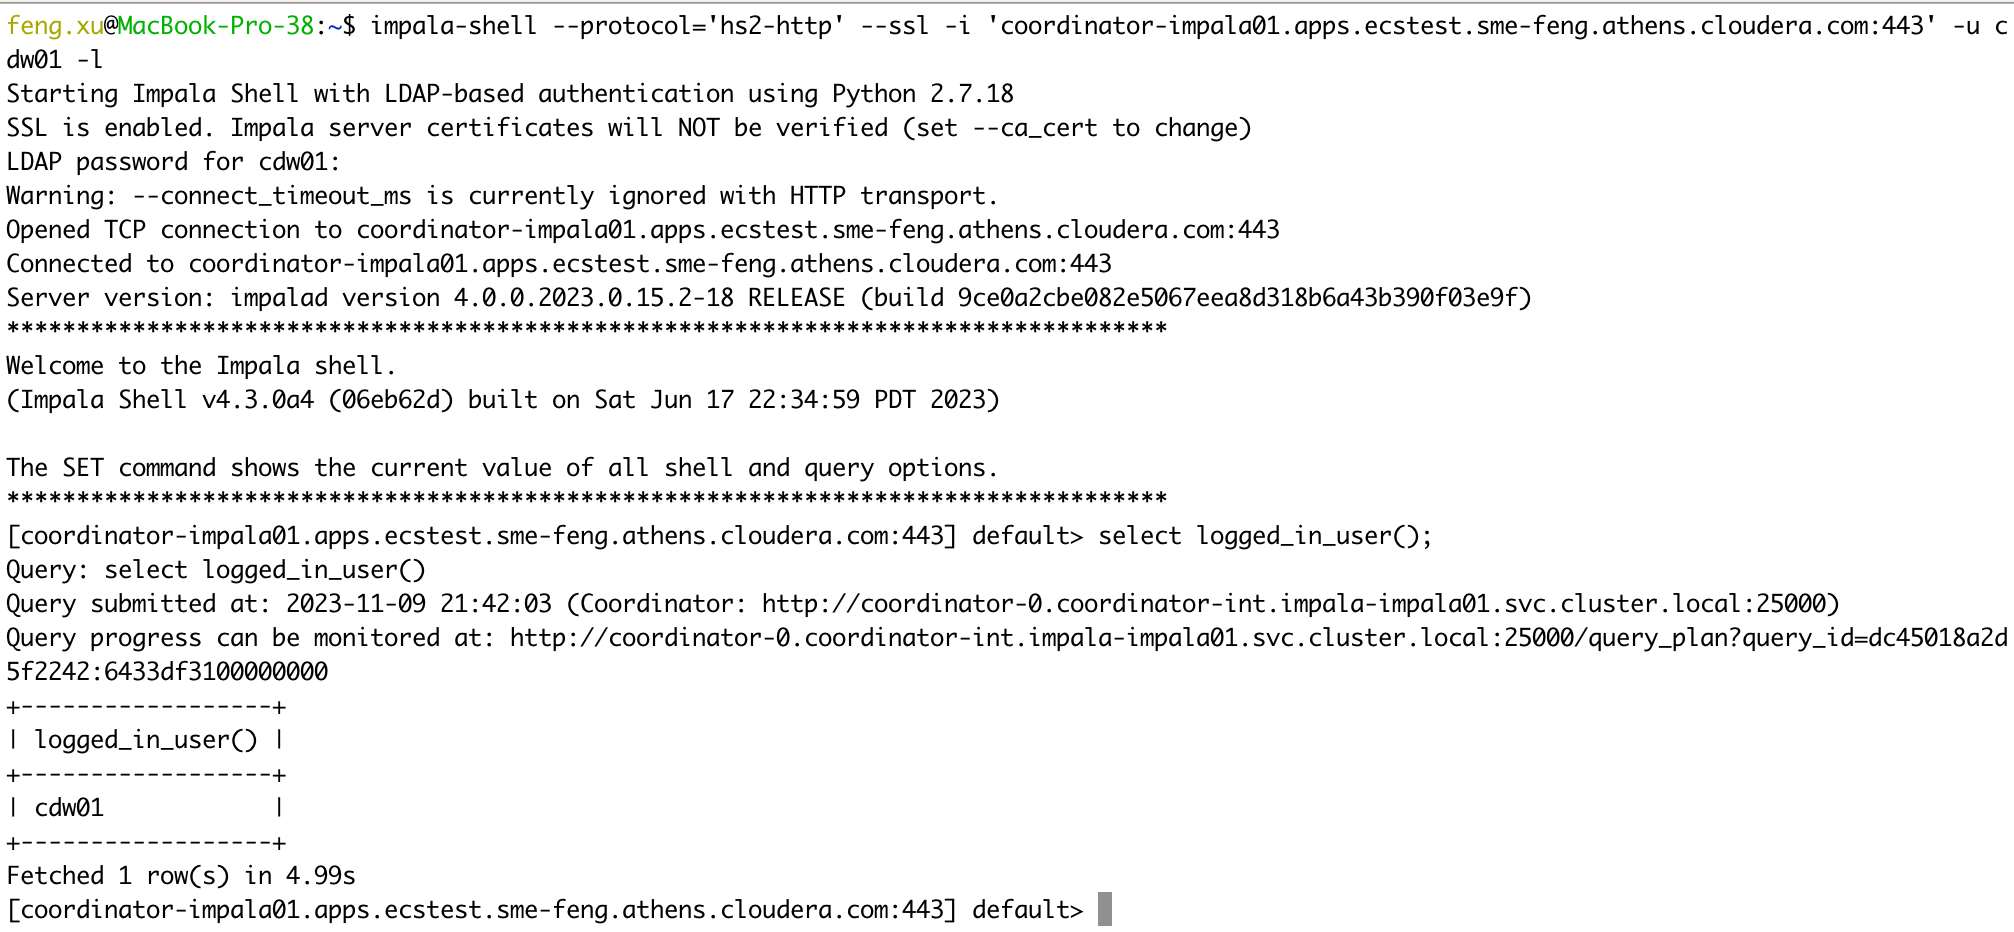 feng.xu@MacBook-Pro-38:~$ impala-shell --protocol='hs2-http' --ssl -i 'coordinator-impala01.apps.ecstest.sme-feng.athens.cloudera.com:443' -u c
dw01 -l
Starting Impala Shell with LDAP-based authentication using Python 2.7.18
SSL is enabled. Impala server certificates will NOT be verified (set --ca_cert to change)
LDAP password for cdw01:
Warning: --connect_timeout_ms is currently ignored with HTTP transport.
Opened TCP connection to coordinator-impala01.apps.ecstest.sme-feng.athens.cloudera.com:443
Connected to coordinator-impala01.apps.ecstest.sme-feng.athens.cloudera.com:443
Server version: impalad version 4.0.0.2023.0.15.2-18 RELEASE (build 9ce0a2cbe082e5067eea8d318b6a43b390f03e9f)
***********************************************************************************
Welcome to the Impala shell.
(Impala Shell v4.3.0a4 (06eb62d) built on Sat Jun 17 22:34:59 PDT 2023)

The SET command shows the current value of all shell and query options.
***********************************************************************************
[coordinator-impala01.apps.ecstest.sme-feng.athens.cloudera.com:443] default> select logged_in_user();
Query: select logged_in_user()
Query submitted at: 2023-11-09 21:42:03 (Coordinator: http://coordinator-0.coordinator-int.impala-impala01.svc.cluster.local:25000)
Query progress can be monitored at: http://coordinator-0.coordinator-int.impala-impala01.svc.cluster.local:25000/query_plan?query_id=dc45018a2d
5f2242:6433df3100000000
+------------------+
| logged_in_user() |
+------------------+
| cdw01            |
+------------------+
Fetched 1 row(s) in 4.99s
[coordinator-impala01.apps.ecstest.sme-feng.athens.cloudera.com:443] default>